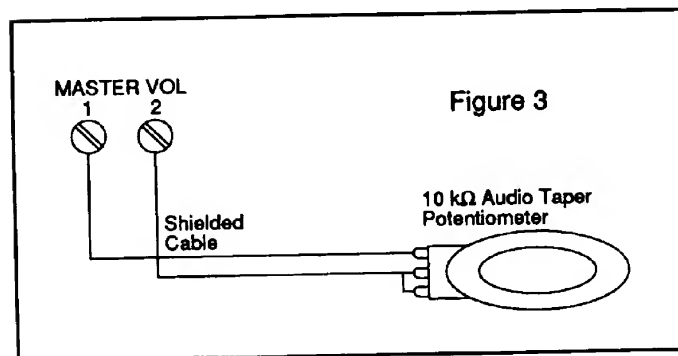 MASTER VOL
1 2
Figure 3
10 kΩ Audio Taper
Potentiometer
Shielded
Cable